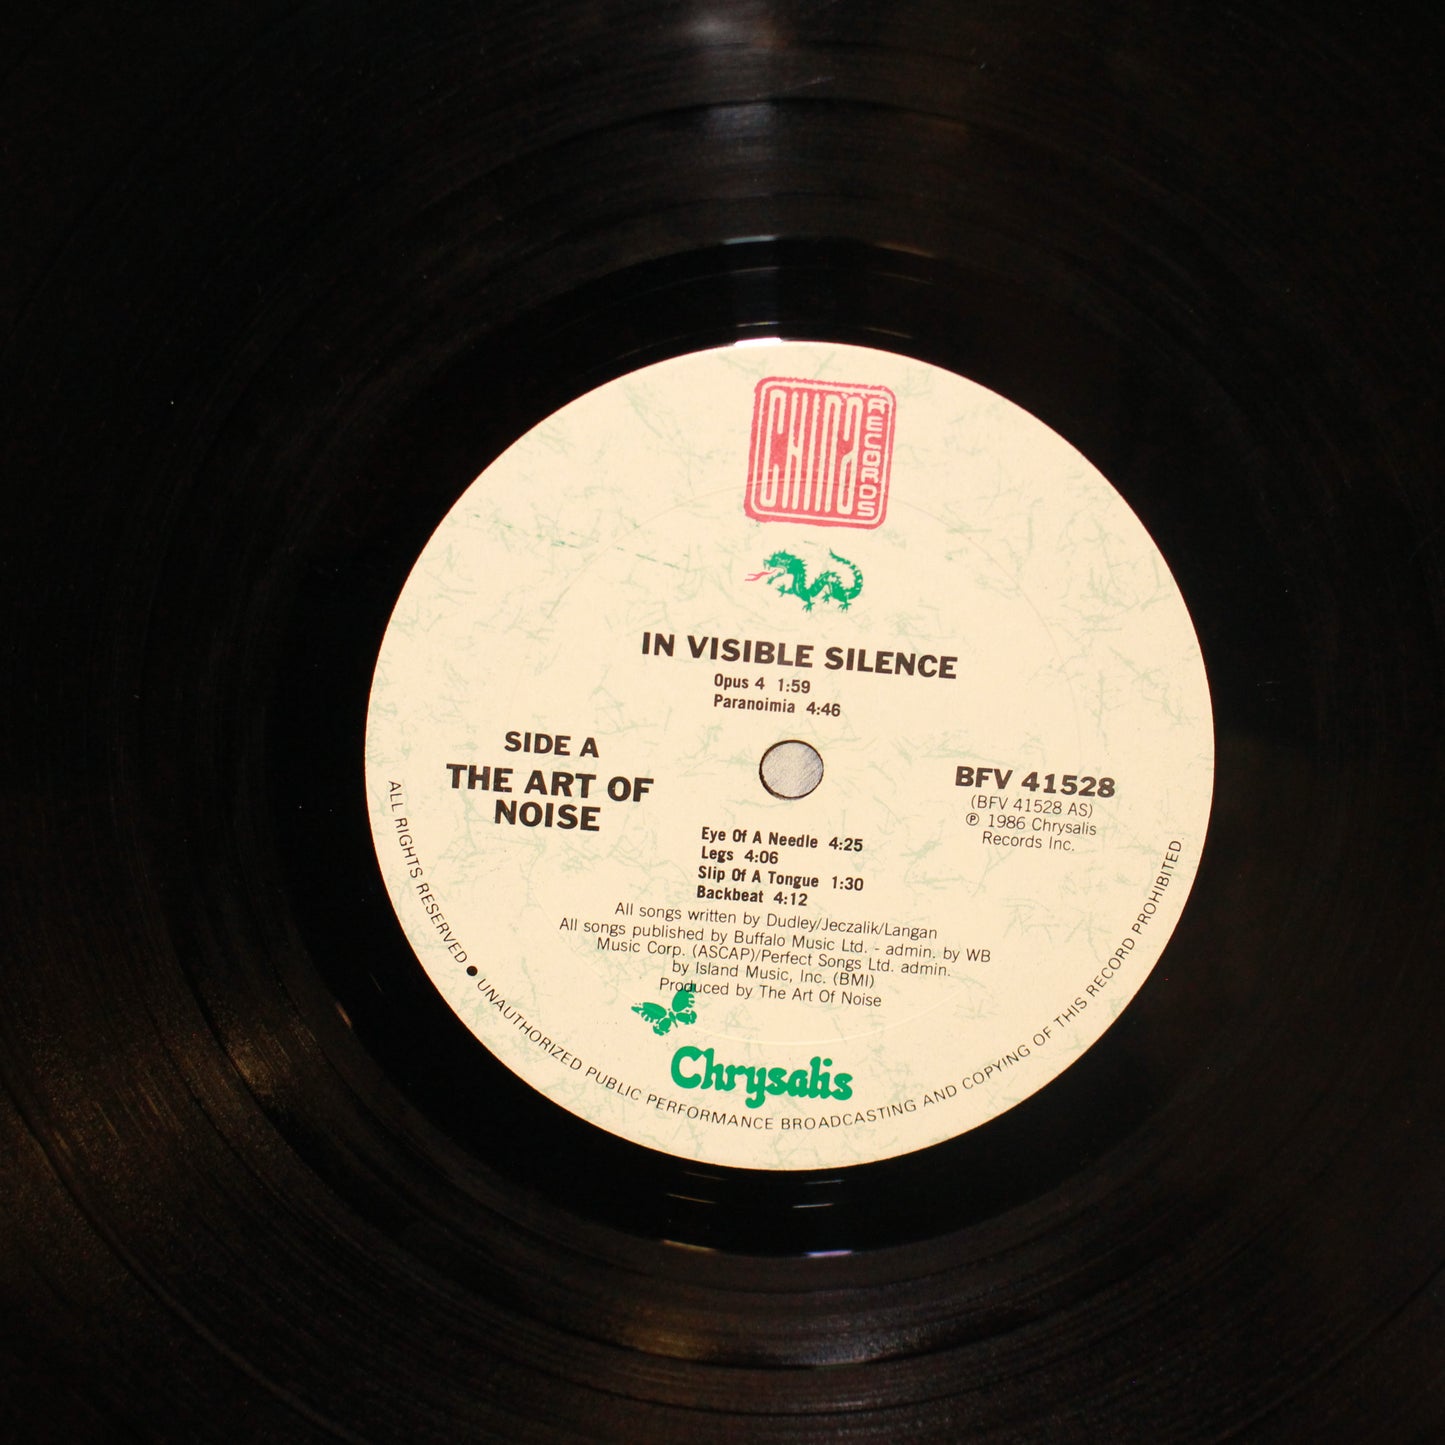 CHINA RECORDS
IN VISIBLE SILENCE
Opus 4 1:59
Paranoimia 4:46
SIDE A
THE ART OF
NOISE
BFV 41528
(BFV 41528 AS)
℗ 1986 Chrysalis
Records Inc.
Eye Of A Needle 4:25
Legs 4:06
Slip Of A Tongue 1:30
Backbeat 4:12
All songs written by Dudley/Jeczalik/Langan
All songs published by Buffalo Music Ltd. - admin. by WB
Music Corp. (ASCAP)/Perfect Songs Ltd. admin.
by Island Music, Inc. (BMI)
Produced by The Art Of Noise
Chrysalis
ALL RIGHTS RESERVED ● UNAUTHORIZED PUBLIC PERFORMANCE BROADCASTING AND COPYING OF THIS RECORD PROHIBITED.